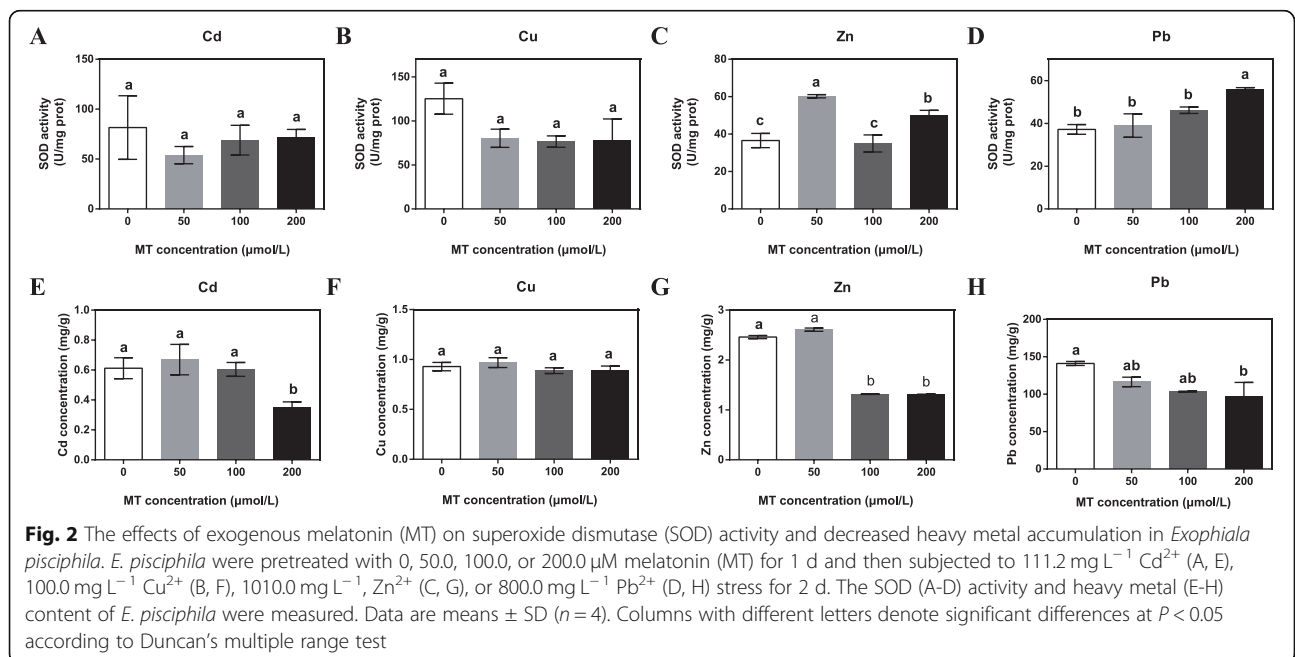 A
Cd
SOD activity
(U/mg prot)
150
100
50
0
a
a
a
a
0 50 100 200
MT concentration (µmol/L)
B
Cu
SOD activity
(U/mg prot)
150
100
50
0
a
a
a
a
0 50 100 200
MT concentration (µmol/L)
C
Zn
SOD activity
(U/mg prot)
80
60
40
20
0
c
a
c
b
0 50 100 200
MT concentration (µmol/L)
D
Pb
SOD activity
(U/mg prot)
60
40
20
0
b
b
b
a
0 50 100 200
MT concentration (µmol/L)
E
Cd
Cd concentration (mg/g)
1.0
0.8
0.6
0.4
0.2
0.0
a
a
a
b
0 50 100 200
MT concentration (µmol/L)
F
Cu
Cu concentration (mg/g)
1.5
1.0
0.5
0.0
a
a
a
a
0 50 100 200
MT concentration (µmol/L)
G
Zn
Zn concentration (mg/g)
3
2
1
0
a
a
b
b
0 50 100 200
MT concentration (µmol/L)
H
Pb
Pb concentration (mg/g)
200
150
100
50
0
a
ab
ab
b
0 50 100 200
MT concentration (µmol/L)
Fig. 2 The effects of exogenous melatonin (MT) on superoxide dismutase (SOD) activity and decreased heavy metal accumulation in Exophiala
pisciphila. E. pisciphila were pretreated with 0, 50.0, 100.0, or 200.0 µM melatonin (MT) for 1 d and then subjected to 111.2 mg L⁻¹ Cd²⁺ (A, E),
100.0 mg L⁻¹ Cu²⁺ (B, F), 1010.0 mg L⁻¹, Zn²⁺ (C, G), or 800.0 mg L⁻¹ Pb²⁺ (D, H) stress for 2 d. The SOD (A-D) activity and heavy metal (E-H)
content of E. pisciphila were measured. Data are means ± SD (n = 4). Columns with different letters denote significant differences at P < 0.05
according to Duncan's multiple range test